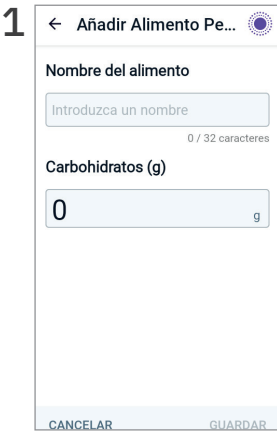 1
← Añadir Alimento Pe...
Nombre del alimento
Introduzca un nombre
0 / 32 caracteres
Carbohidratos (g)
0 g
CANCELAR GUARDAR